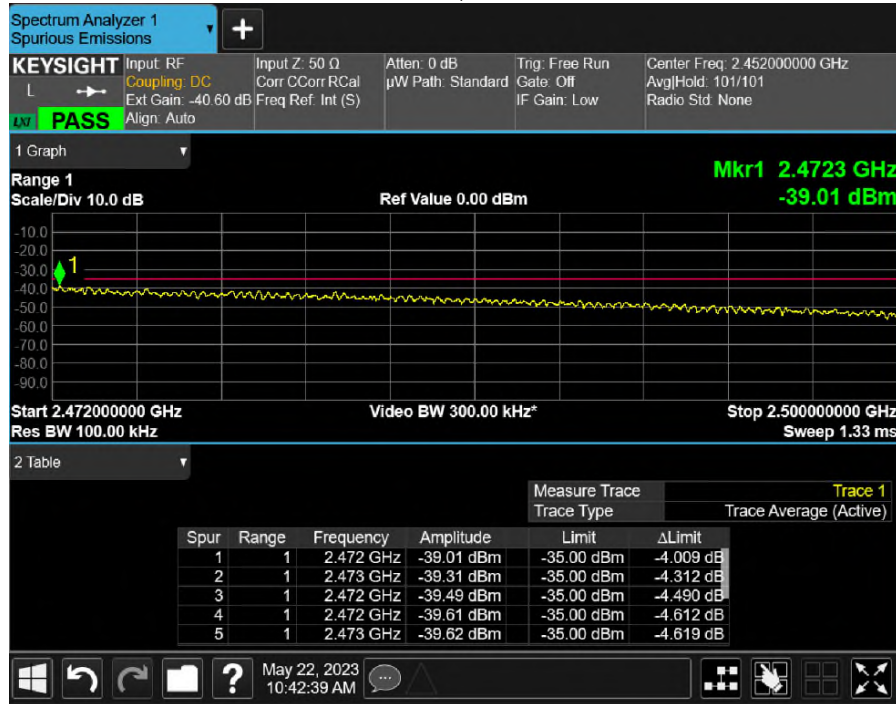 Spectrum Analyzer 1
Spurious Emissions
+
KEYSIGHT Input: RF Input Z: 50 Ω Atten: 0 dB Trig: Free Run Center Freq: 2.452000000 GHz
L Coupling: DC Corr CCorr RCal µW Path: Standard Gate: Off Avg|Hold: 101/101
Ext Gain: -40.60 dB Freq Ref: Int (S) IF Gain: Low Radio Std: None
LXI PASS Align: Auto
1 Graph
Range 1 Mkr1 2.4723 GHz
Scale/Div 10.0 dB Ref Value 0.00 dBm -39.01 dBm
-10.0
-20.0
-30.0 1
-40.0
-50.0
-60.0
-70.0
-80.0
-90.0
Start 2.472000000 GHz Video BW 300.00 kHz* Stop 2.500000000 GHz
Res BW 100.00 kHz Sweep 1.33 ms
2 Table
Measure Trace Trace 1
Trace Type Trace Average (Active)
Spur Range Frequency Amplitude Limit ΔLimit
1 1 2.472 GHz -39.01 dBm -35.00 dBm -4.009 dB
2 1 2.473 GHz -39.31 dBm -35.00 dBm -4.312 dB
3 1 2.472 GHz -39.49 dBm -35.00 dBm -4.490 dB
4 1 2.472 GHz -39.61 dBm -35.00 dBm -4.612 dB
5 1 2.473 GHz -39.62 dBm -35.00 dBm -4.619 dB
? May 22, 2023
10:42:39 AM